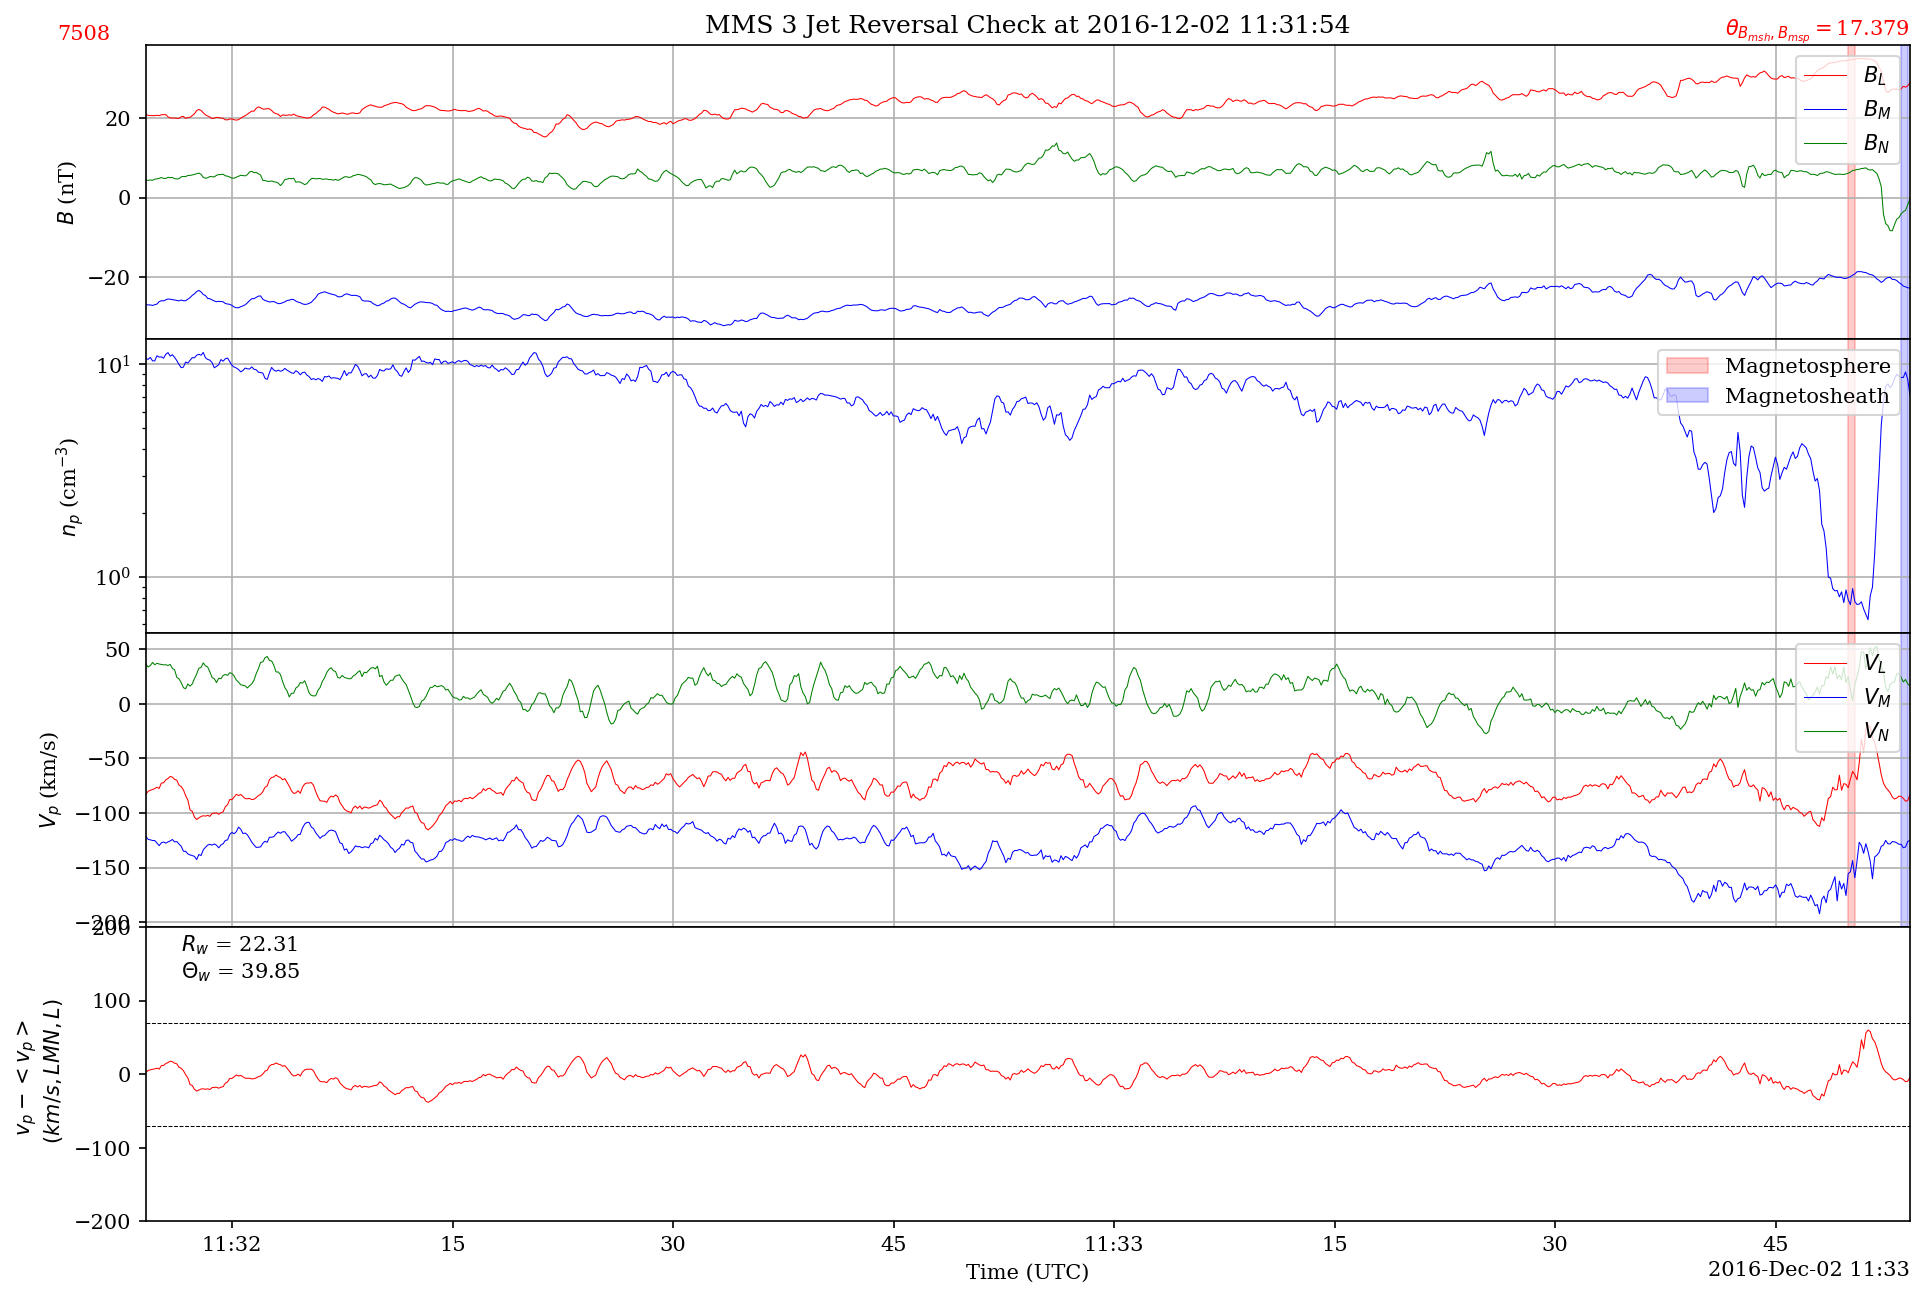 MMS 3 Jet Reversal Check at 2016-12-02 11:31:54
7508
θ_{B_{msh}, B_{msp}} = 17.379
B_L
B_M
B_N
20
0
−20
B (nT)
Magnetosphere
Magnetosheath
10^1
10^0
n_p (cm^{−3})
V_L
V_M
V_N
50
0
−50
−100
−150
−200
V_p (km/s)
R_w = 22.31
Θ_w = 39.85
200
100
0
−100
−200
v_p − < v_p >
(km/s, LMN, L)
11:32 15 30 45 11:33 15 30 45
Time (UTC)
2016-Dec-02 11:33